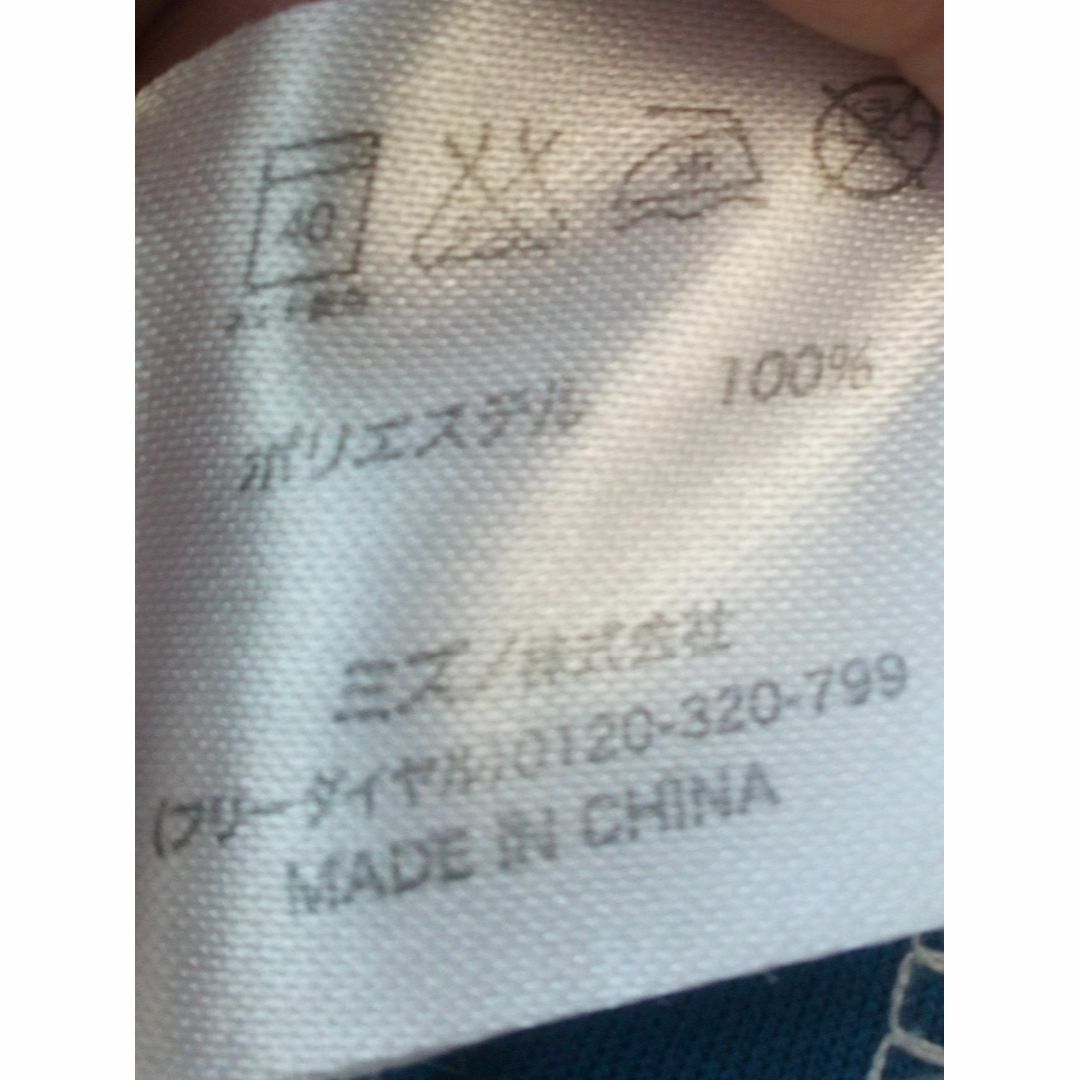 40
ポリエステル 100%
ミズノ株式会社
(フリーダイヤル)0120-320-799
MADE IN CHINA